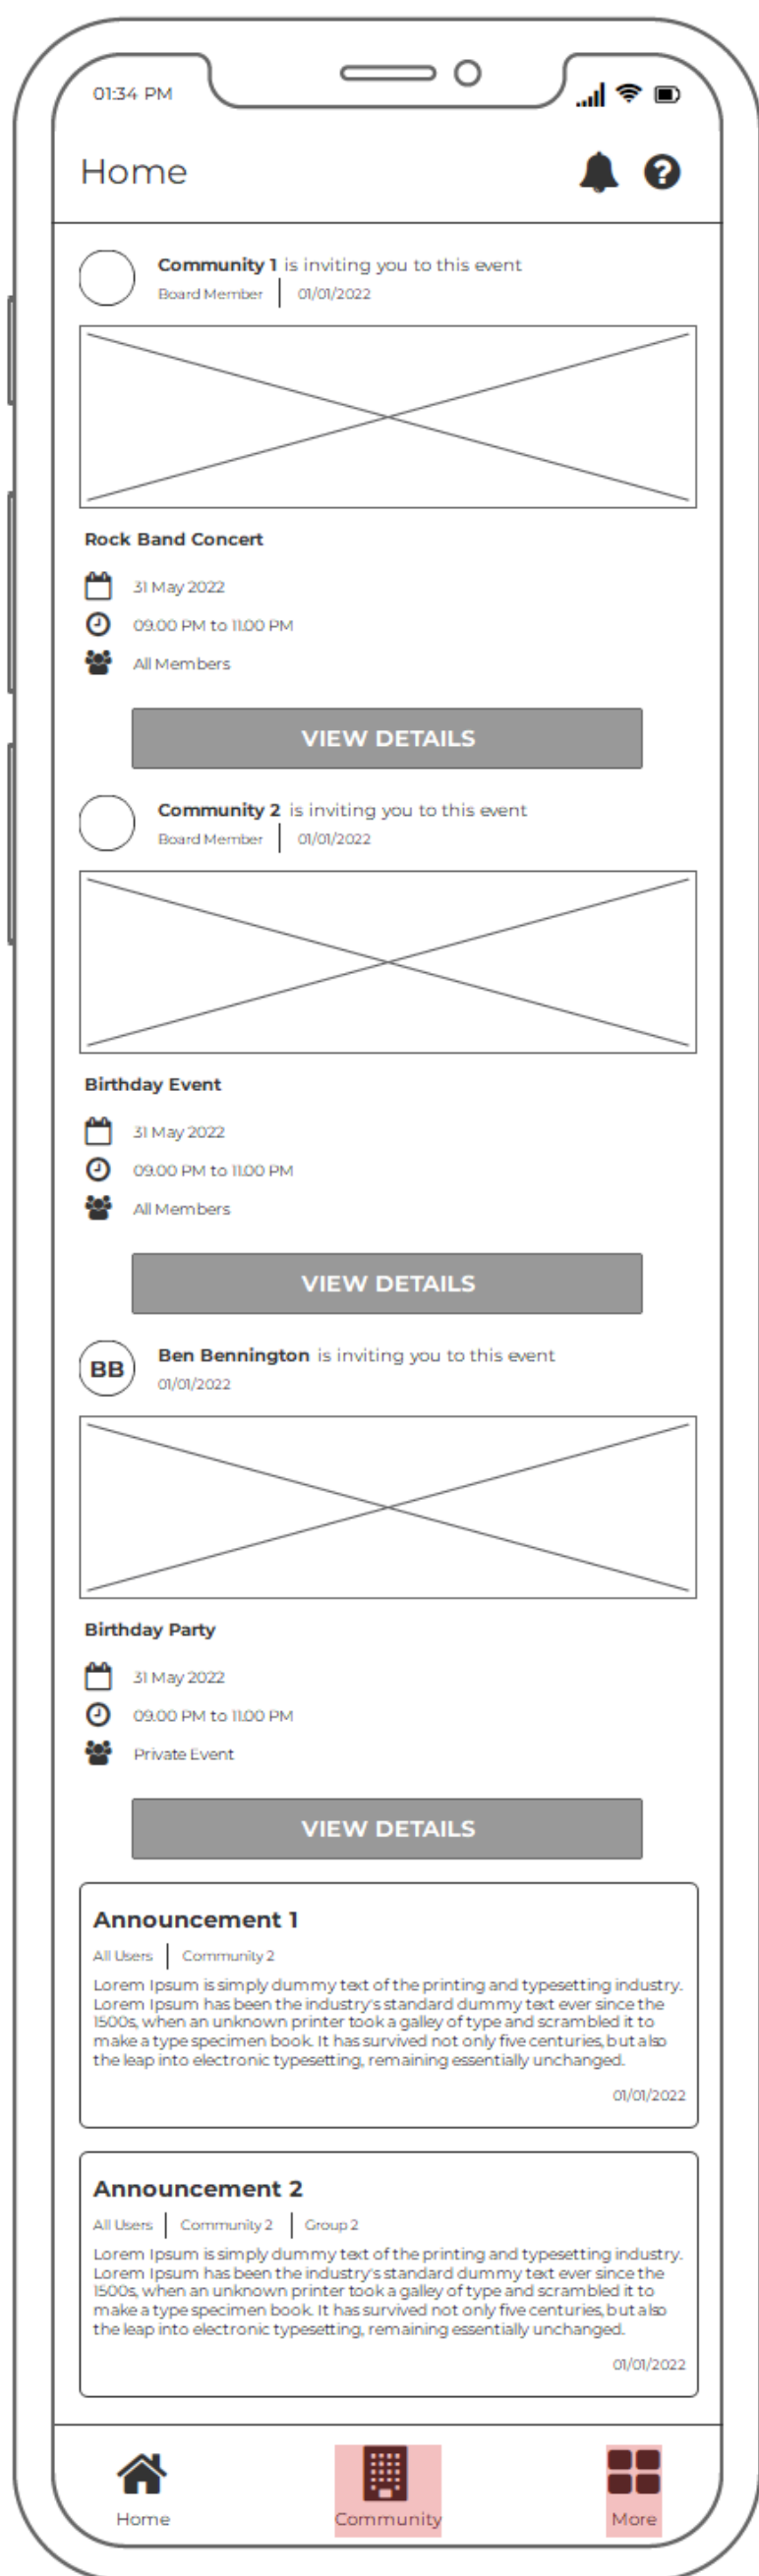 01:34 PM
Home
Community 1 is inviting you to this event
Board Member 01/01/2022
Rock Band Concert
31 May 2022
09.00 PM to 11.00 PM
All Members
VIEW DETAILS
Community 2 is inviting you to this event
Board Member 01/01/2022
Birthday Event
31 May 2022
09.00 PM to 11.00 PM
All Members
VIEW DETAILS
BB
Ben Bennington is inviting you to this event
01/01/2022
Birthday Party
31 May 2022
09.00 PM to 11.00 PM
Private Event
VIEW DETAILS
Announcement 1
All Users Community 2
Lorem Ipsum is simply dummy text of the printing and typesetting industry.
Lorem Ipsum has been the industry's standard dummy text ever since the
1500s, when an unknown printer took a galley of type and scrambled it to
make a type specimen book. It has survived not only five centuries, but also
the leap into electronic typesetting, remaining essentially unchanged.
01/01/2022
Announcement 2
All Users Community 2 Group 2
Lorem Ipsum is simply dummy text of the printing and typesetting industry.
Lorem Ipsum has been the industry's standard dummy text ever since the
1500s, when an unknown printer took a galley of type and scrambled it to
make a type specimen book. It has survived not only five centuries, but also
the leap into electronic typesetting, remaining essentially unchanged.
01/01/2022
Home Community More